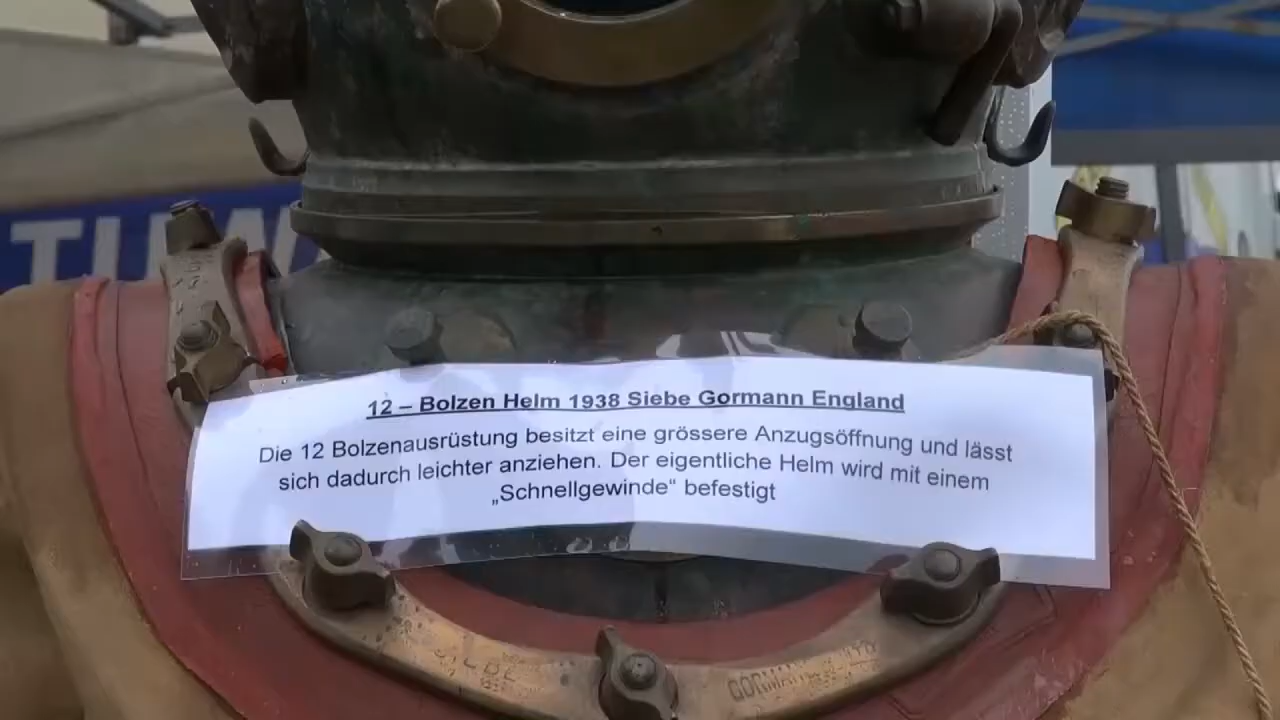 12 – Bolzen Helm 1938 Siebe Gormann England
Die 12 Bolzenausrüstung besitzt eine grössere Anzugsöffnung und lässt
sich dadurch leichter anziehen. Der eigentliche Helm wird mit einem
„Schnellgewinde“ befestigt